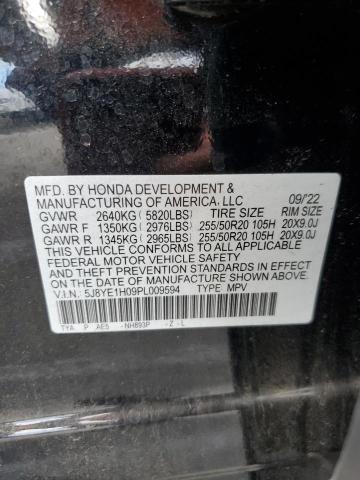 MFD. BY HONDA DEVELOPMENT &
MANUFACTURING OF AMERICA, LLC 09/'22
GVWR 2640KG (5820LBS) TIRE SIZE RIM SIZE
GAWR F 1350KG (2976LBS) 255/50R20 105H 20X9.0J
GAWR R 1345KG (2965LBS) 255/50R20 105H 20X9.0J
THIS VEHICLE CONFORMS TO ALL APPLICABLE
FEDERAL MOTOR VEHICLE SAFETY
AND THEFT PREVENTION STANDARDS IN EFFECT
ON THE DATE OF MANUFACTURE SHOWN ABOVE.
V.I.N.: 5J8YE1H09PL009594 TYPE MPV
TYA P AE5 -NH893P -Z -L